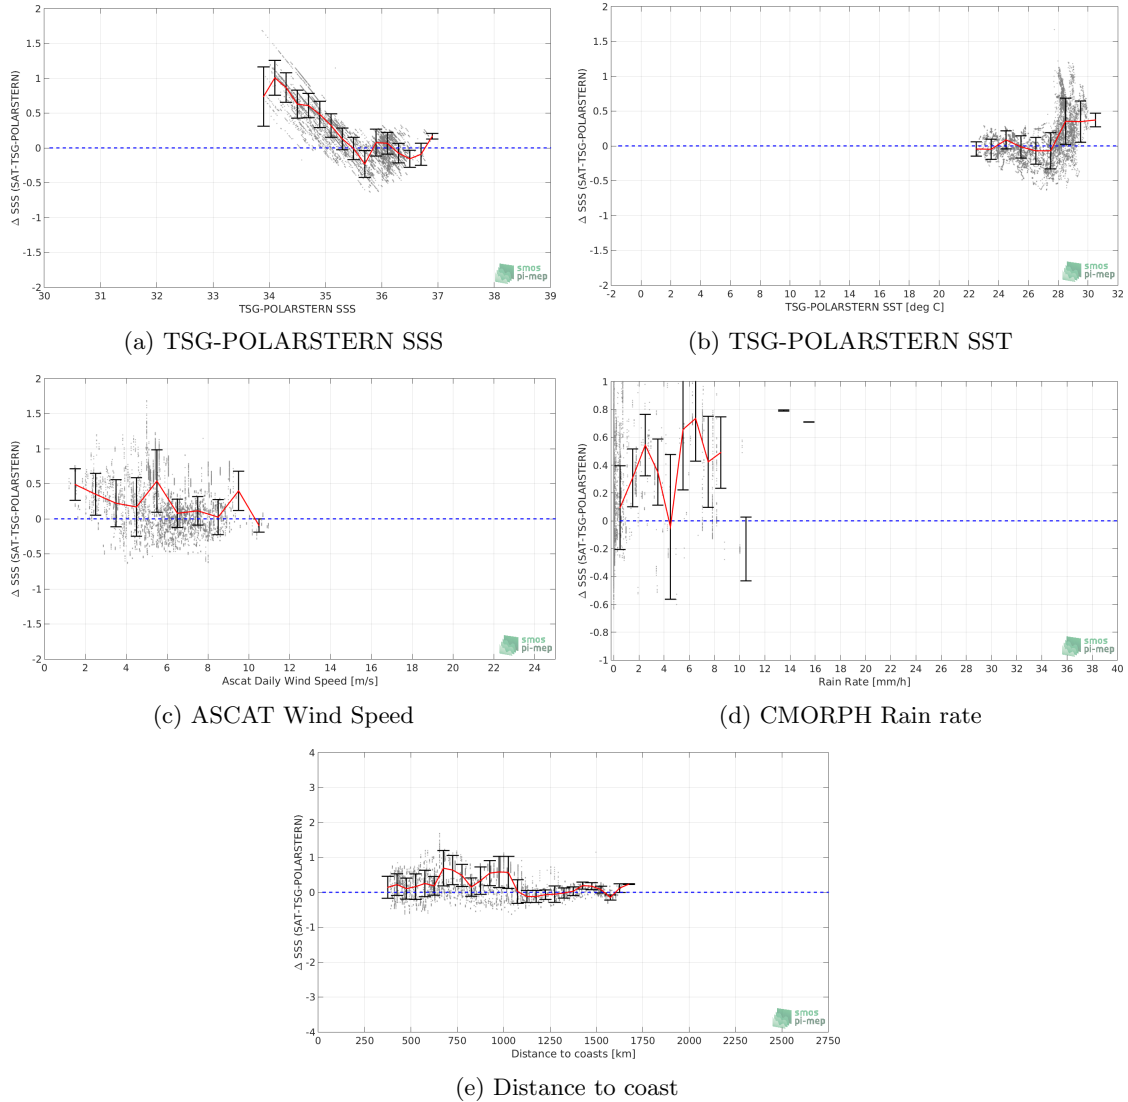 2
1.5
1
0.5
0
-0.5
-1
-1.5
-2
Δ SSS (SAT-TSG-POLARSTERN)
30 31 32 33 34 35 36 37 38 39
TSG-POLARSTERN SSS
smos
pi-mep
(a) TSG-POLARSTERN SSS
2
1.5
1
0.5
0
-0.5
-1
-1.5
-2
Δ SSS (SAT-TSG-POLARSTERN)
-2 0 2 4 6 8 10 12 14 16 18 20 22 24 26 28 30 32
TSG-POLARSTERN SST [deg C]
smos
pi-mep
(b) TSG-POLARSTERN SST
2
1.5
1
0.5
0
-0.5
-1
-1.5
-2
Δ SSS (SAT-TSG-POLARSTERN)
2 4 6 8 10 12 14 16 18 20 22 24
Ascat Daily Wind Speed [m/s]
smos
pi-mep
(c) ASCAT Wind Speed
1
0.8
0.6
0.4
0.2
0
-0.2
-0.4
-0.6
-0.8
-1
Δ SSS (SAT-TSG-POLARSTERN)
0 2 4 6 8 10 12 14 16 18 20 22 24 26 28 30 32 34 36 38 40
Rain Rate [mm/h]
smos
pi-mep
(d) CMORPH Rain rate
4
3
2
1
0
-1
-2
-3
-4
Δ SSS (SAT-TSG-POLARSTERN)
0 250 500 750 1000 1250 1500 1750 2000 2250 2500 2750
Distance to coasts [km]
smos
pi-mep
(e) Distance to coast